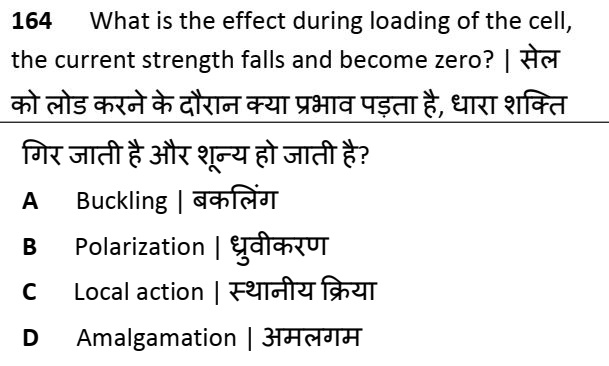 164 What is the effect during loading of the cell,
the current strength falls and become zero? | सेल
को लोड करने के दौरान क्या प्रभाव पड़ता है, धारा शक्ति
गिर जाती है और शून्य हो जाती है?
A Buckling | बकलिंग
B Polarization | ध्रुवीकरण
C Local action | स्थानीय क्रिया
D Amalgamation | अमलगम